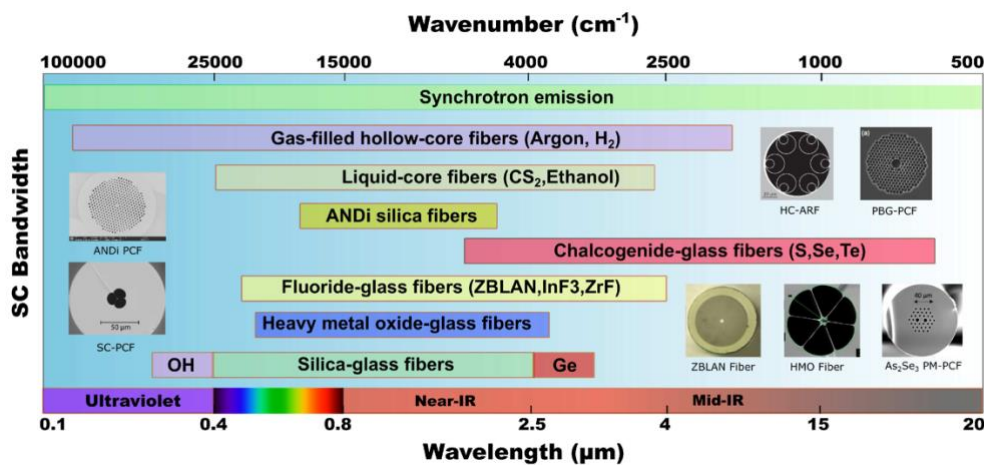 Wavenumber (cm⁻¹)
100000 25000 15000 4000 2500 1000 500
SC Bandwidth
Synchrotron emission
Gas-filled hollow-core fibers (Argon, H₂)
Liquid-core fibers (CS₂,Ethanol)
ANDi silica fibers
Chalcogenide-glass fibers (S,Se,Te)
Fluoride-glass fibers (ZBLAN,InF3,ZrF)
Heavy metal oxide-glass fibers
OH Silica-glass fibers Ge
ANDi PCF
50 µm
SC-PCF
HC-ARF
(a)
PBG-PCF
ZBLAN Fiber
HMO Fiber
40 µm
As₂Se₃ PM-PCF
Ultraviolet Near-IR Mid-IR
0.1 0.4 0.8 2.5 4 15 20
Wavelength (µm)